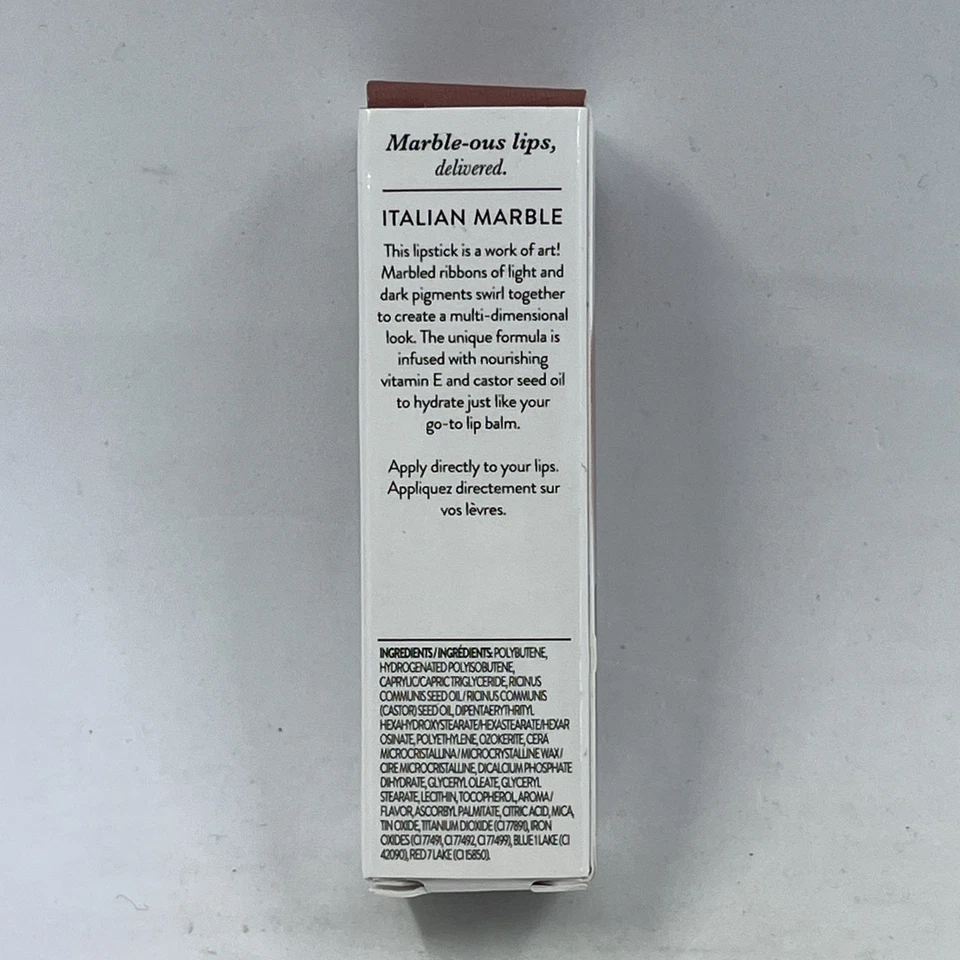 Marble-ous lips,
delivered.
ITALIAN MARBLE
This lipstick is a work of art!
Marbled ribbons of light and
dark pigments swirl together
to create a multi-dimensional
look. The unique formula is
infused with nourishing
vitamin E and castor seed oil
to hydrate just like your
go-to lip balm.
Apply directly to your lips.
Appliquez directement sur
vos lèvres.
INGREDIENTS / INGRÉDIENTS: POLYBUTENE,
HYDROGENATED POLYISOBUTENE,
CAPRYLIC/CAPRIC TRIGLYCERIDE, RICINUS
COMMUNIS SEED OIL / RICINUS COMMUNIS
(CASTOR) SEED OIL, DIPENTAERYTHRITYL
HEXAHYDROXYSTEARATE/HEXASTEARATE/HEXAR
OSINATE, POLYETHYLENE, OZOKERITE, CERA
MICROCRISTALLINA / MICROCRYSTALLINE WAX /
CIRE MICROCRISTALLINE, DICALCIUM PHOSPHATE
DIHYDRATE, GLYCERYL OLEATE, GLYCERYL
STEARATE, LECITHIN, TOCOPHEROL, AROMA /
FLAVOR, ASCORBYL PALMITATE, CITRIC ACID, MICA,
TIN OXIDE, TITANIUM DIOXIDE (CI 77891), IRON
OXIDES (CI 77491, CI 77492, CI 77499), BLUE 1 LAKE (CI
42090), RED 7 LAKE (CI 15850).